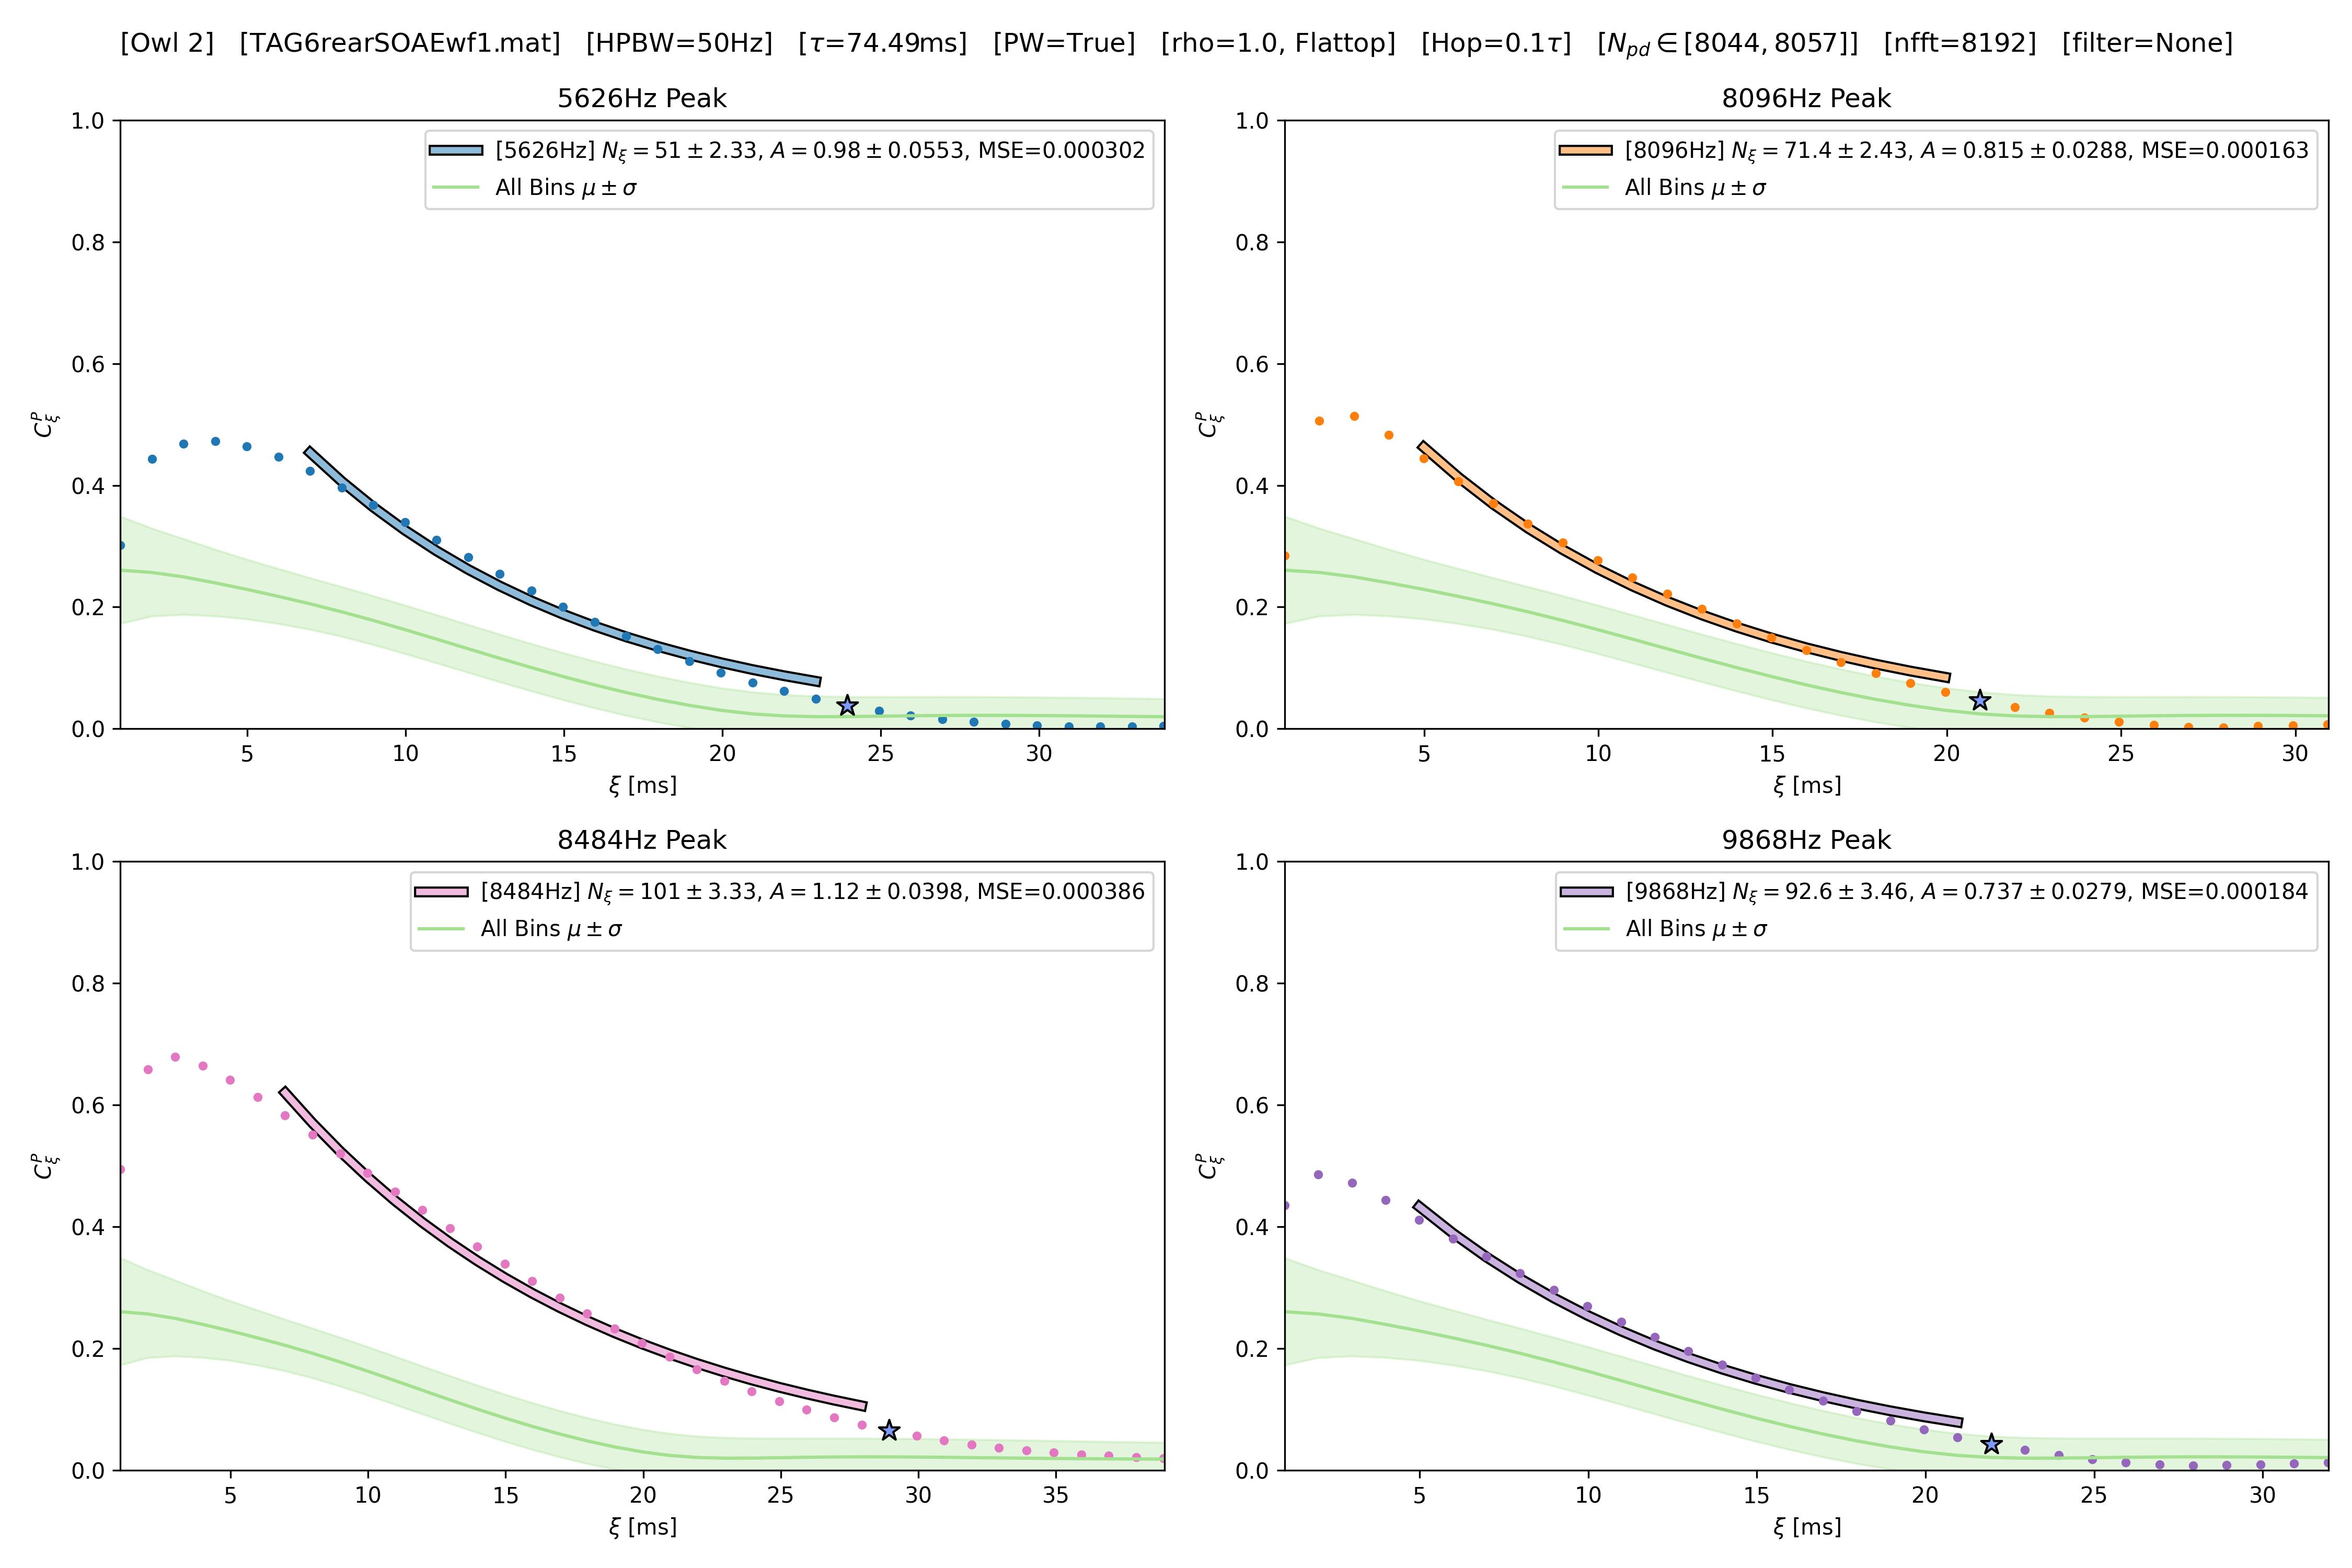 [Owl 2] [TAG6rearSOAEwf1.mat] [HPBW=50Hz] [τ=74.49ms] [PW=True] [rho=1.0, Flattop] [Hop=0.1τ] [N_pd ∈ [8044, 8057]] [nfft=8192] [filter=None]
5626Hz Peak
1.0
0.8
0.6
0.4
0.2
0.0
C_ξ^P
[5626Hz] N_ξ = 51 ± 2.33, A = 0.98 ± 0.0553, MSE=0.000302
All Bins μ ± σ
5 10 15 20 25 30
ξ [ms]
8096Hz Peak
1.0
0.8
0.6
0.4
0.2
0.0
C_ξ^P
[8096Hz] N_ξ = 71.4 ± 2.43, A = 0.815 ± 0.0288, MSE=0.000163
All Bins μ ± σ
5 10 15 20 25 30
ξ [ms]
8484Hz Peak
1.0
0.8
0.6
0.4
0.2
0.0
C_ξ^P
[8484Hz] N_ξ = 101 ± 3.33, A = 1.12 ± 0.0398, MSE=0.000386
All Bins μ ± σ
5 10 15 20 25 30 35
ξ [ms]
9868Hz Peak
1.0
0.8
0.6
0.4
0.2
0.0
C_ξ^P
[9868Hz] N_ξ = 92.6 ± 3.46, A = 0.737 ± 0.0279, MSE=0.000184
All Bins μ ± σ
5 10 15 20 25 30
ξ [ms]